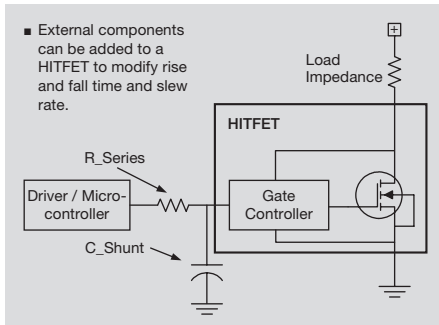 ■ External components
can be added to a
HITFET to modify rise
and fall time and slew
rate.
+
Load
Impedance
HITFET
R_Series
Driver / Micro-
controller
Gate
Controller
C_Shunt